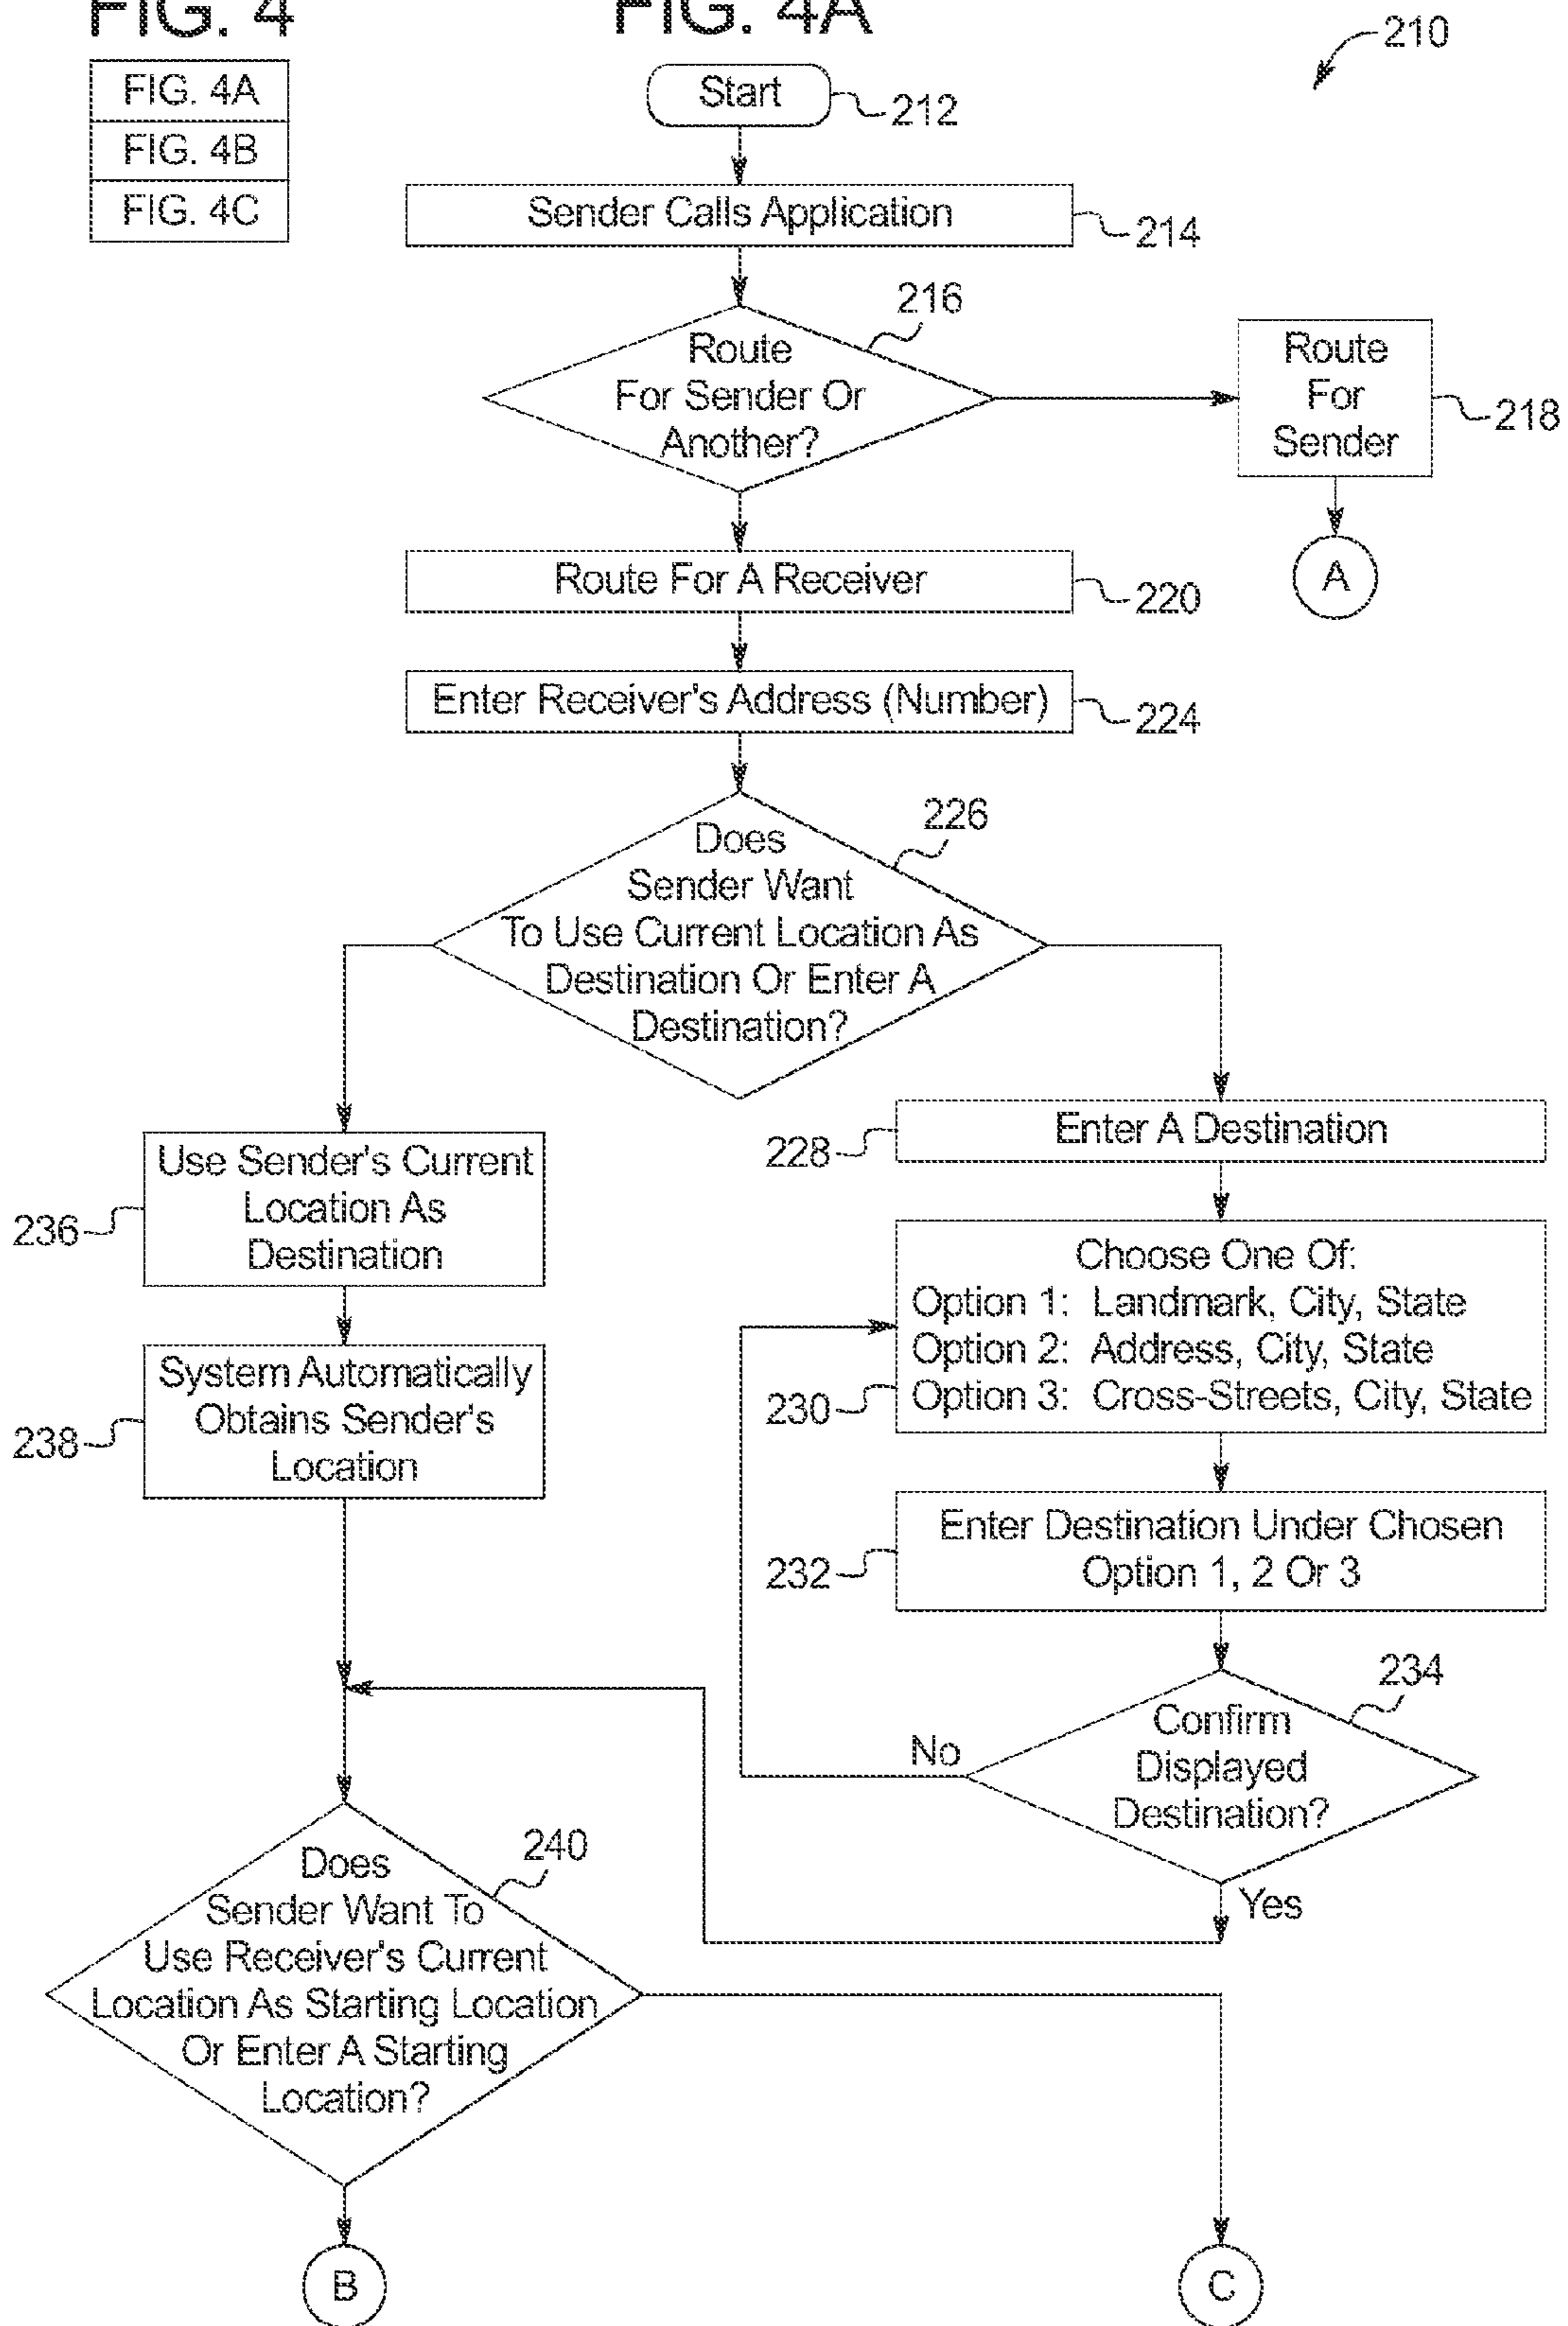 FIG. 4
FIG. 4A
210
FIG. 4A
FIG. 4B
FIG. 4C
Start
212
Sender Calls Application
214
216
Route
For Sender Or
Another?
Route
For
Sender
218
A
Route For A Receiver
220
Enter Receiver's Address (Number)
224
226
Does
Sender Want
To Use Current Location As
Destination Or Enter A
Destination?
Use Sender's Current
Location As
Destination
236
System Automatically
Obtains Sender's
Location
238
Enter A Destination
228
Choose One Of:
Option 1: Landmark, City, State
Option 2: Address, City, State
Option 3: Cross-Streets, City, State
230
Enter Destination Under Chosen
Option 1, 2 Or 3
232
234
Confirm
Displayed
Destination?
No
Yes
240
Does
Sender Want To
Use Receiver's Current
Location As Starting Location
Or Enter A Starting
Location?
B
C